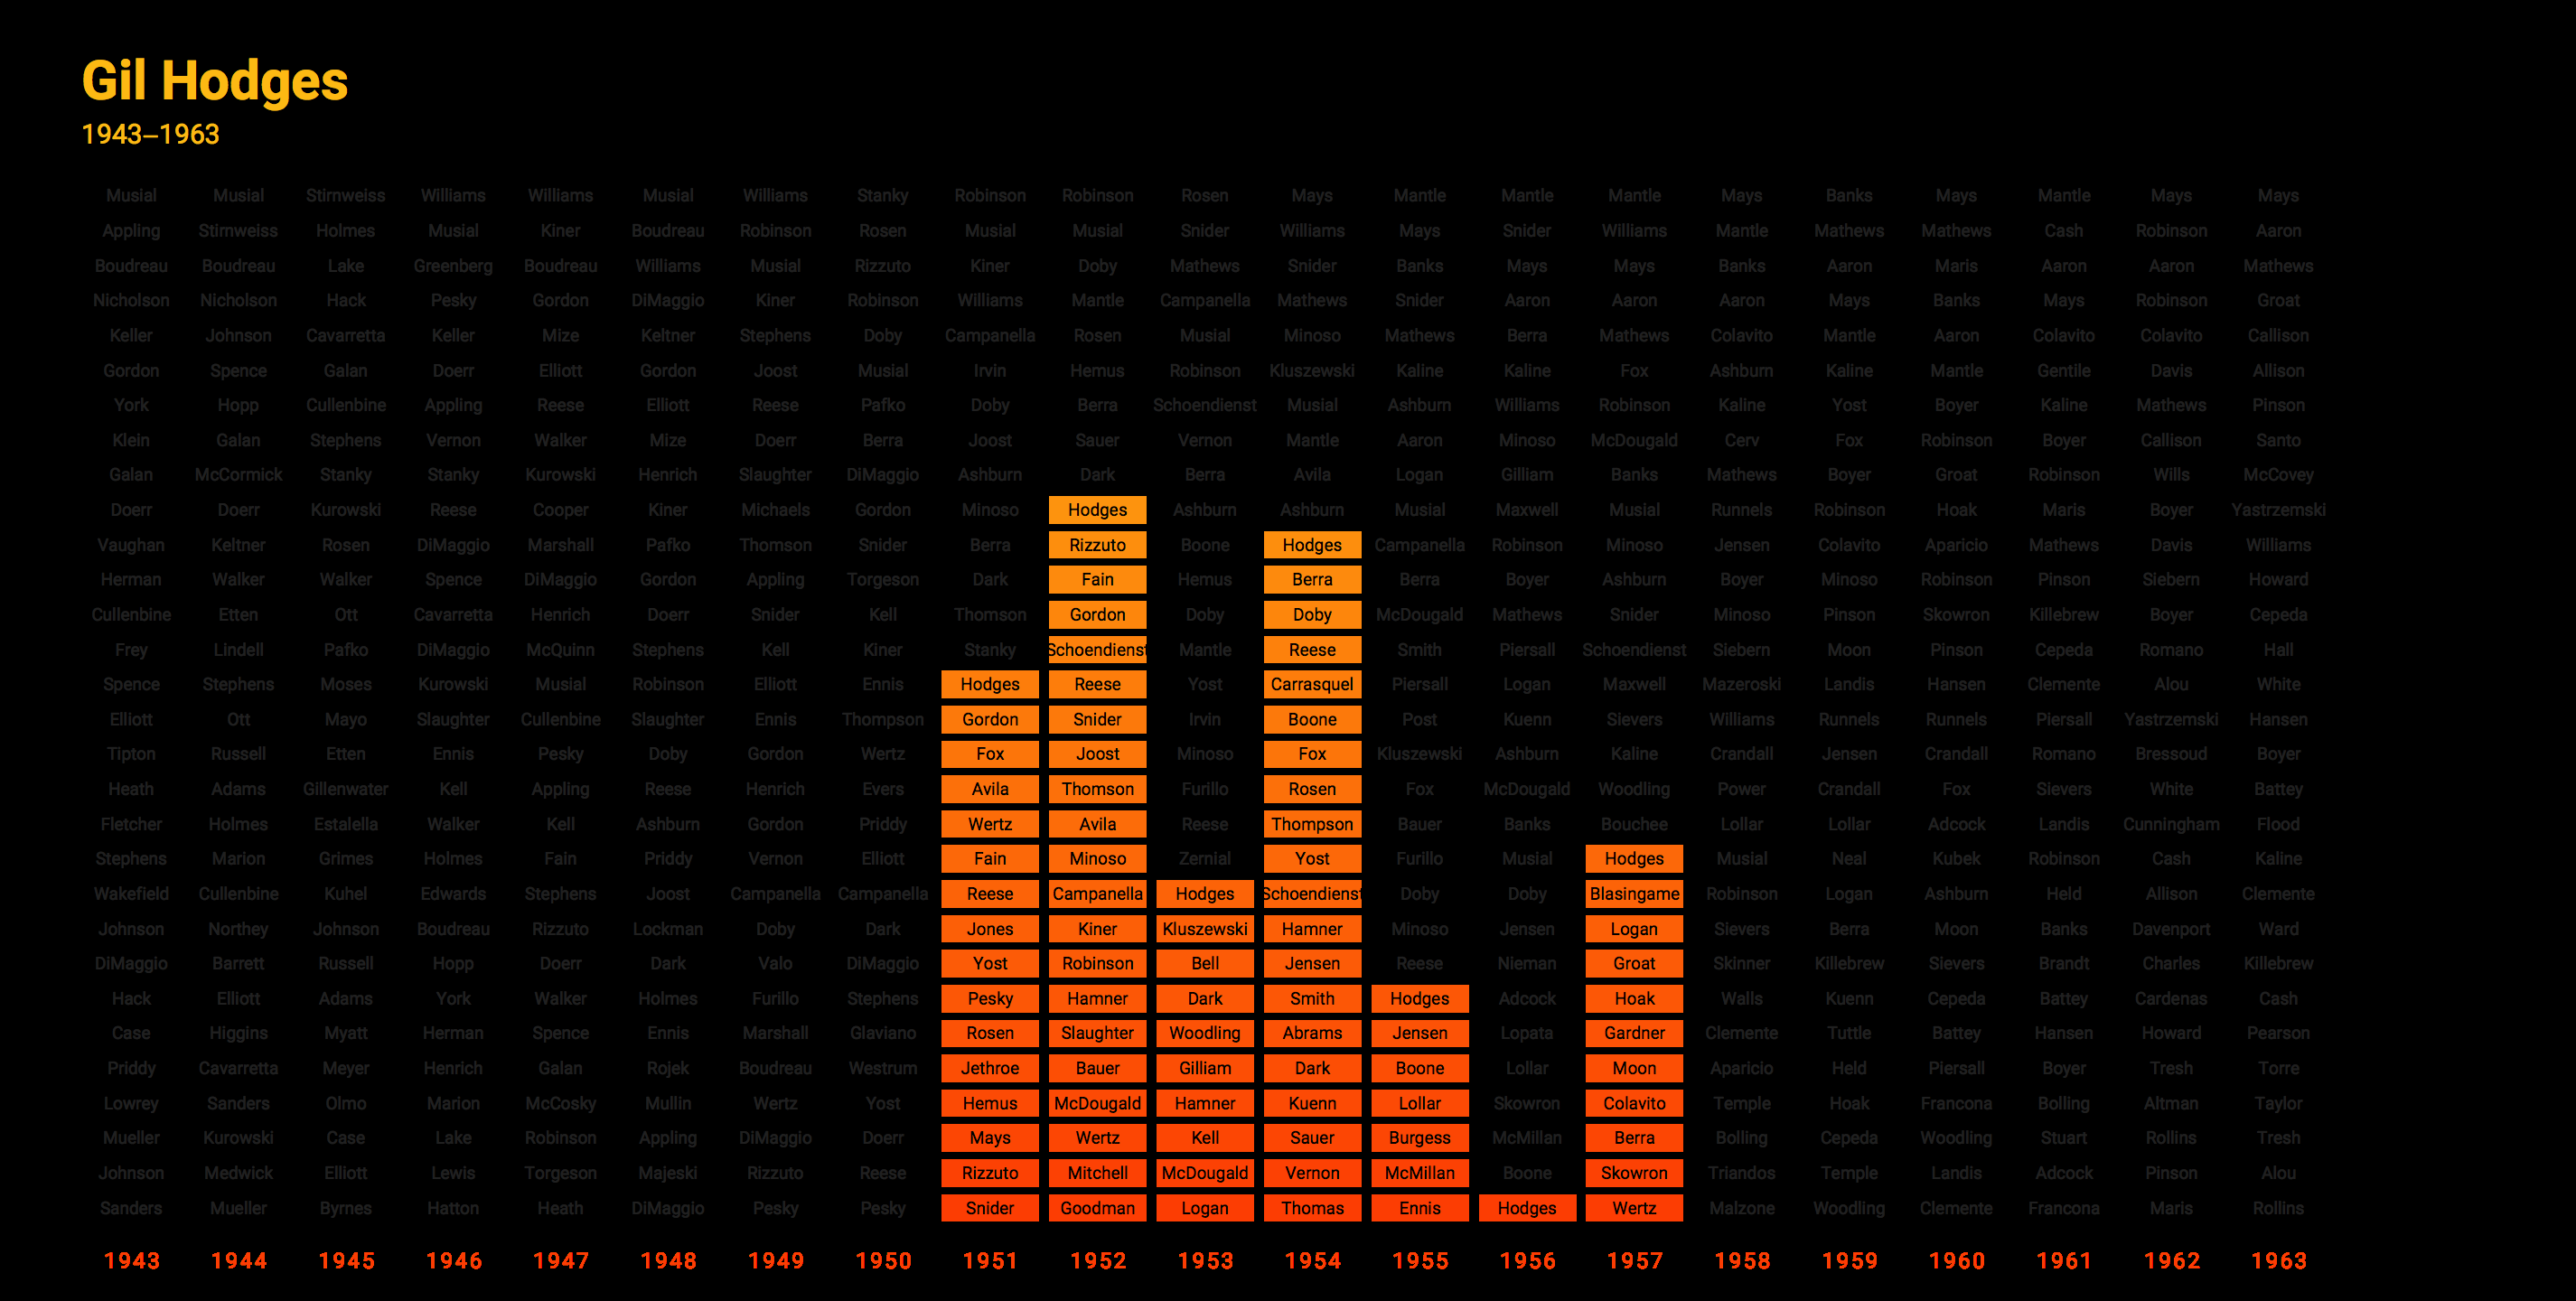 Gil Hodges
1943–1963
Musial Musial Stirnweiss Williams Williams Musial Williams Stanky Robinson Robinson Rosen Mays Mantle Mantle Mantle Mays Banks Mays Mantle Mays Mays
Appling Stirnweiss Holmes Musial Kiner Boudreau Robinson Rosen Musial Musial Snider Williams Mays Snider Williams Mantle Mathews Mathews Cash Robinson Aaron
Boudreau Boudreau Lake Greenberg Boudreau Williams Musial Rizzuto Kiner Doby Mathews Snider Banks Mays Mays Banks Aaron Maris Aaron Aaron Mathews
Nicholson Nicholson Hack Pesky Gordon DiMaggio Kiner Robinson Williams Mantle Campanella Mathews Snider Aaron Aaron Aaron Mays Banks Mays Robinson Groat
Keller Johnson Cavarretta Keller Mize Keltner Stephens Doby Campanella Rosen Musial Minoso Mathews Berra Mathews Colavito Mantle Aaron Colavito Colavito Callison
Gordon Spence Galan Doerr Elliott Gordon Joost Musial Irvin Hemus Robinson Kluszewski Kaline Kaline Fox Ashburn Kaline Mantle Gentile Davis Allison
York Hopp Cullenbine Appling Reese Elliott Reese Pafko Doby Berra Schoendienst Musial Ashburn Williams Robinson Kaline Yost Boyer Kaline Mathews Pinson
Klein Galan Stephens Vernon Walker Mize Doerr Berra Joost Sauer Vernon Mantle Aaron Minoso McDougald Cerv Fox Robinson Boyer Callison Santo
Galan McCormick Stanky Stanky Kurowski Henrich Slaughter DiMaggio Ashburn Dark Berra Avila Logan Gilliam Banks Mathews Boyer Groat Robinson Wills McCovey
Doerr Doerr Kurowski Reese Cooper Kiner Michaels Gordon Minoso Hodges Ashburn Ashburn Musial Maxwell Musial Runnels Robinson Hoak Maris Boyer Yastrzemski
Vaughan Keltner Rosen DiMaggio Marshall Pafko Thomson Snider Berra Rizzuto Boone Hodges Campanella Robinson Minoso Jensen Colavito Aparicio Mathews Davis Williams
Herman Walker Walker Spence DiMaggio Gordon Appling Torgeson Dark Fain Hemus Berra Berra Boyer Ashburn Boyer Minoso Robinson Pinson Siebern Howard
Cullenbine Etten Ott Cavarretta Henrich Doerr Snider Kell Thomson Gordon Doby Doby McDougald Mathews Snider Minoso Pinson Skowron Killebrew Boyer Cepeda
Frey Lindell Pafko DiMaggio McQuinn Stephens Kell Kiner Stanky Schoendienst Mantle Reese Smith Piersall Schoendienst Siebern Moon Pinson Cepeda Romano Hall
Spence Stephens Moses Kurowski Musial Robinson Elliott Ennis Hodges Reese Yost Carrasquel Piersall Logan Maxwell Mazeroski Landis Hansen Clemente Alou White
Elliott Ott Mayo Slaughter Cullenbine Slaughter Ennis Thompson Gordon Snider Irvin Boone Post Kuenn Sievers Williams Runnels Runnels Piersall Yastrzemski Hansen
Tipton Russell Etten Ennis Pesky Doby Gordon Wertz Fox Joost Minoso Fox Kluszewski Ashburn Kaline Crandall Jensen Crandall Romano Bressoud Boyer
Heath Adams Gillenwater Kell Appling Reese Henrich Evers Avila Thomson Furillo Rosen Fox McDougald Woodling Power Crandall Fox Sievers White Battey
Fletcher Holmes Estalella Walker Kell Ashburn Gordon Priddy Wertz Avila Reese Thompson Bauer Banks Bouchee Lollar Lollar Adcock Landis Cunningham Flood
Stephens Marion Grimes Holmes Fain Priddy Vernon Elliott Fain Minoso Zernial Yost Furillo Musial Hodges Musial Neal Kubek Robinson Cash Kaline
Wakefield Cullenbine Kuhel Edwards Stephens Joost Campanella Campanella Reese Campanella Hodges Schoendienst Doby Doby Blasingame Robinson Logan Ashburn Held Allison Clemente
Johnson Northey Johnson Boudreau Rizzuto Lockman Doby Dark Jones Kiner Kluszewski Hamner Minoso Jensen Logan Sievers Berra Moon Banks Davenport Ward
DiMaggio Barrett Russell Hopp Doerr Dark Valo DiMaggio Yost Robinson Bell Jensen Reese Nieman Groat Skinner Killebrew Sievers Brandt Charles Killebrew
Hack Elliott Adams York Walker Holmes Furillo Stephens Pesky Hamner Dark Smith Hodges Adcock Hoak Walls Kuenn Cepeda Battey Cardenas Cash
Case Higgins Myatt Herman Spence Ennis Marshall Glaviano Rosen Slaughter Woodling Abrams Jensen Lopata Gardner Clemente Tuttle Battey Hansen Howard Pearson
Priddy Cavarretta Meyer Henrich Galan Rojek Boudreau Westrum Jethroe Bauer Gilliam Dark Boone Lollar Moon Aparicio Held Piersall Boyer Tresh Torre
Lowrey Sanders Olmo Marion McCosky Mullin Wertz Yost Hemus McDougald Hamner Kuenn Lollar Skowron Colavito Temple Hoak Francona Bolling Altman Taylor
Mueller Kurowski Case Lake Robinson Appling DiMaggio Doerr Mays Wertz Kell Sauer Burgess McMillan Berra Bolling Cepeda Woodling Stuart Rollins Tresh
Johnson Medwick Elliott Lewis Torgeson Majeski Rizzuto Reese Rizzuto Mitchell McDougald Vernon McMillan Boone Skowron Triandos Temple Landis Adcock Pinson Alou
Sanders Mueller Byrnes Hatton Heath DiMaggio Pesky Pesky Snider Goodman Logan Thomas Ennis Hodges Wertz Malzone Woodling Clemente Francona Maris Rollins
1943 1944 1945 1946 1947 1948 1949 1950 1951 1952 1953 1954 1955 1956 1957 1958 1959 1960 1961 1962 1963